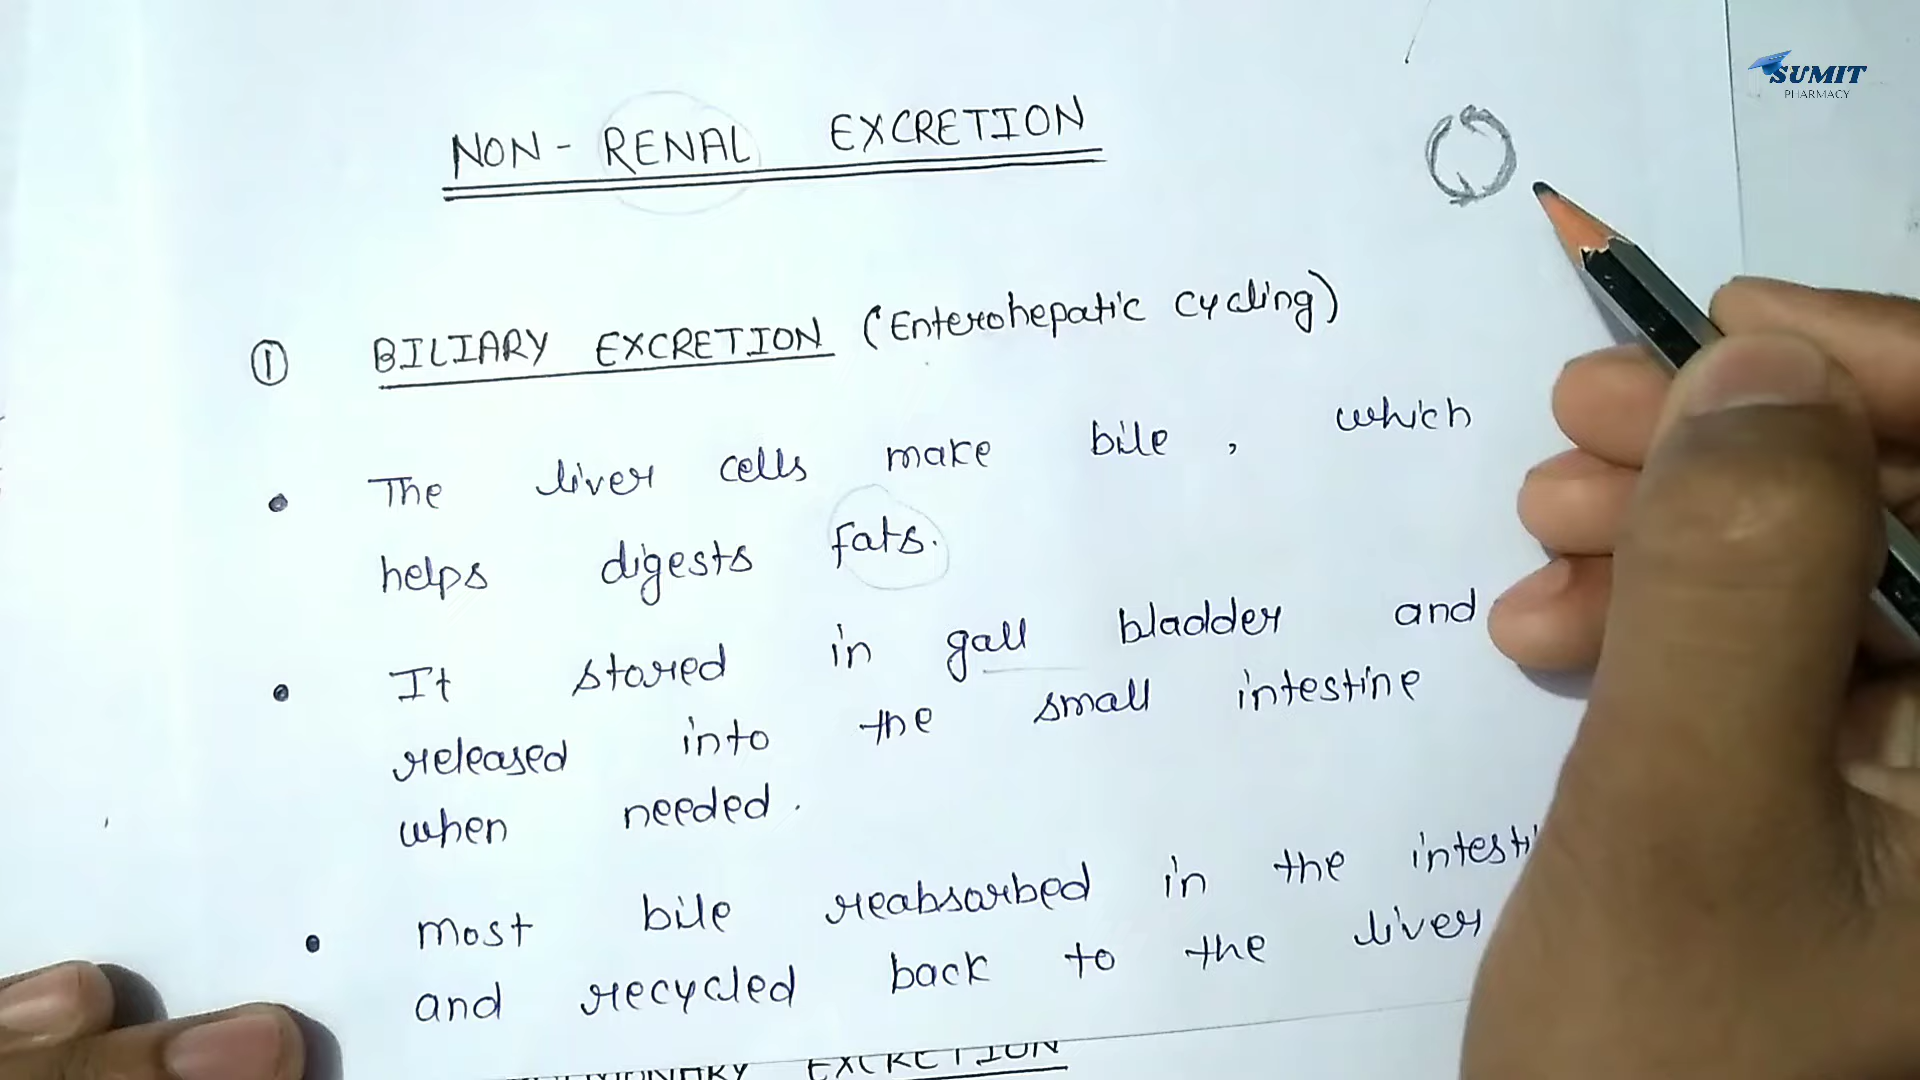 SUMIT
PHARMACY
NON-RENAL EXCRETION
① BILIARY EXCRETION (Enterohepatic cycling)
• The liver cells make bile, which
helps digests fats.
• It stored in gall bladder and
released into the small intestine
when needed.
• most bile reabsorbed in the
and recycled back to the liver
EXCRETION